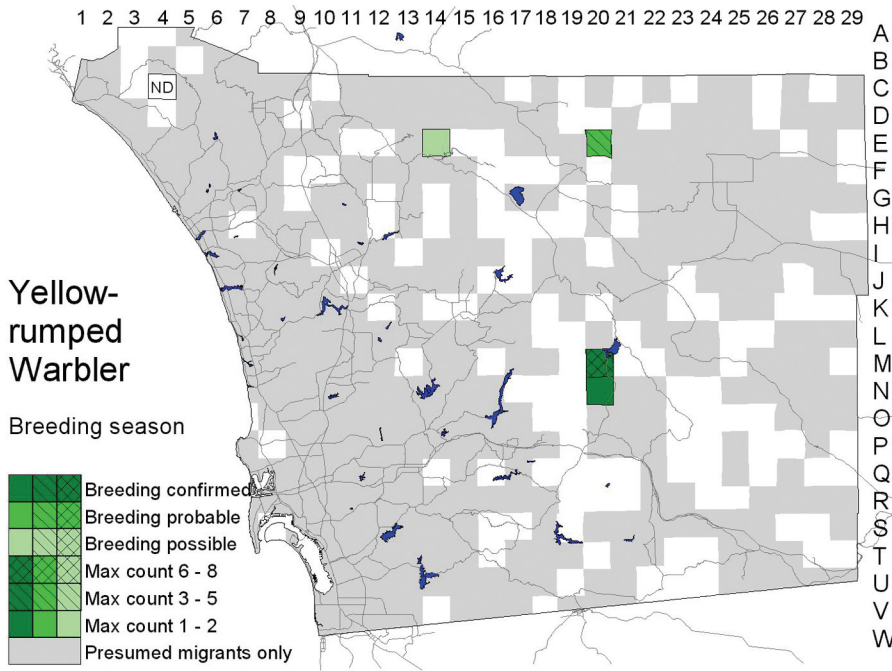 1 2 3 4 5 6 7 8 9 10 11 12 13 14 15 16 17 18 19 20 21 22 23 24 25 26 27 28 29
A
B
C
D
E
F
G
H
I
J
K
L
M
N
O
P
Q
R
S
T
U
V
W
ND
Yellow-
rumped
Warbler
Breeding season
Breeding confirmed
Breeding probable
Breeding possible
Max count 6 - 8
Max count 3 - 5
Max count 1 - 2
Presumed migrants only